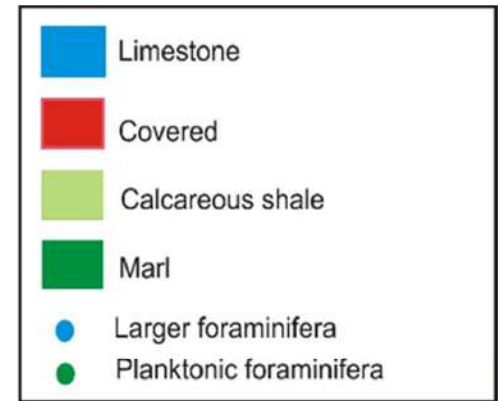 Limestone
Covered
Calcareous shale
Marl
Larger foraminifera
Planktonic foraminifera